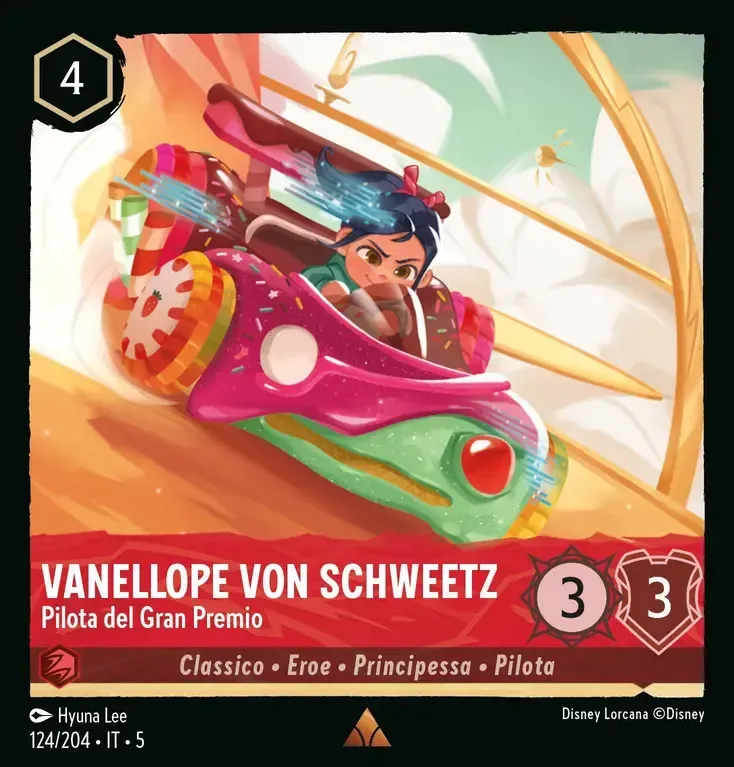 4
VANELLOPE VON SCHWEETZ
Pilota del Gran Premio
3
3
Classico • Eroe • Principessa • Pilota
Hyuna Lee
Disney Lorcana ©Disney
124/204 • IT • 5